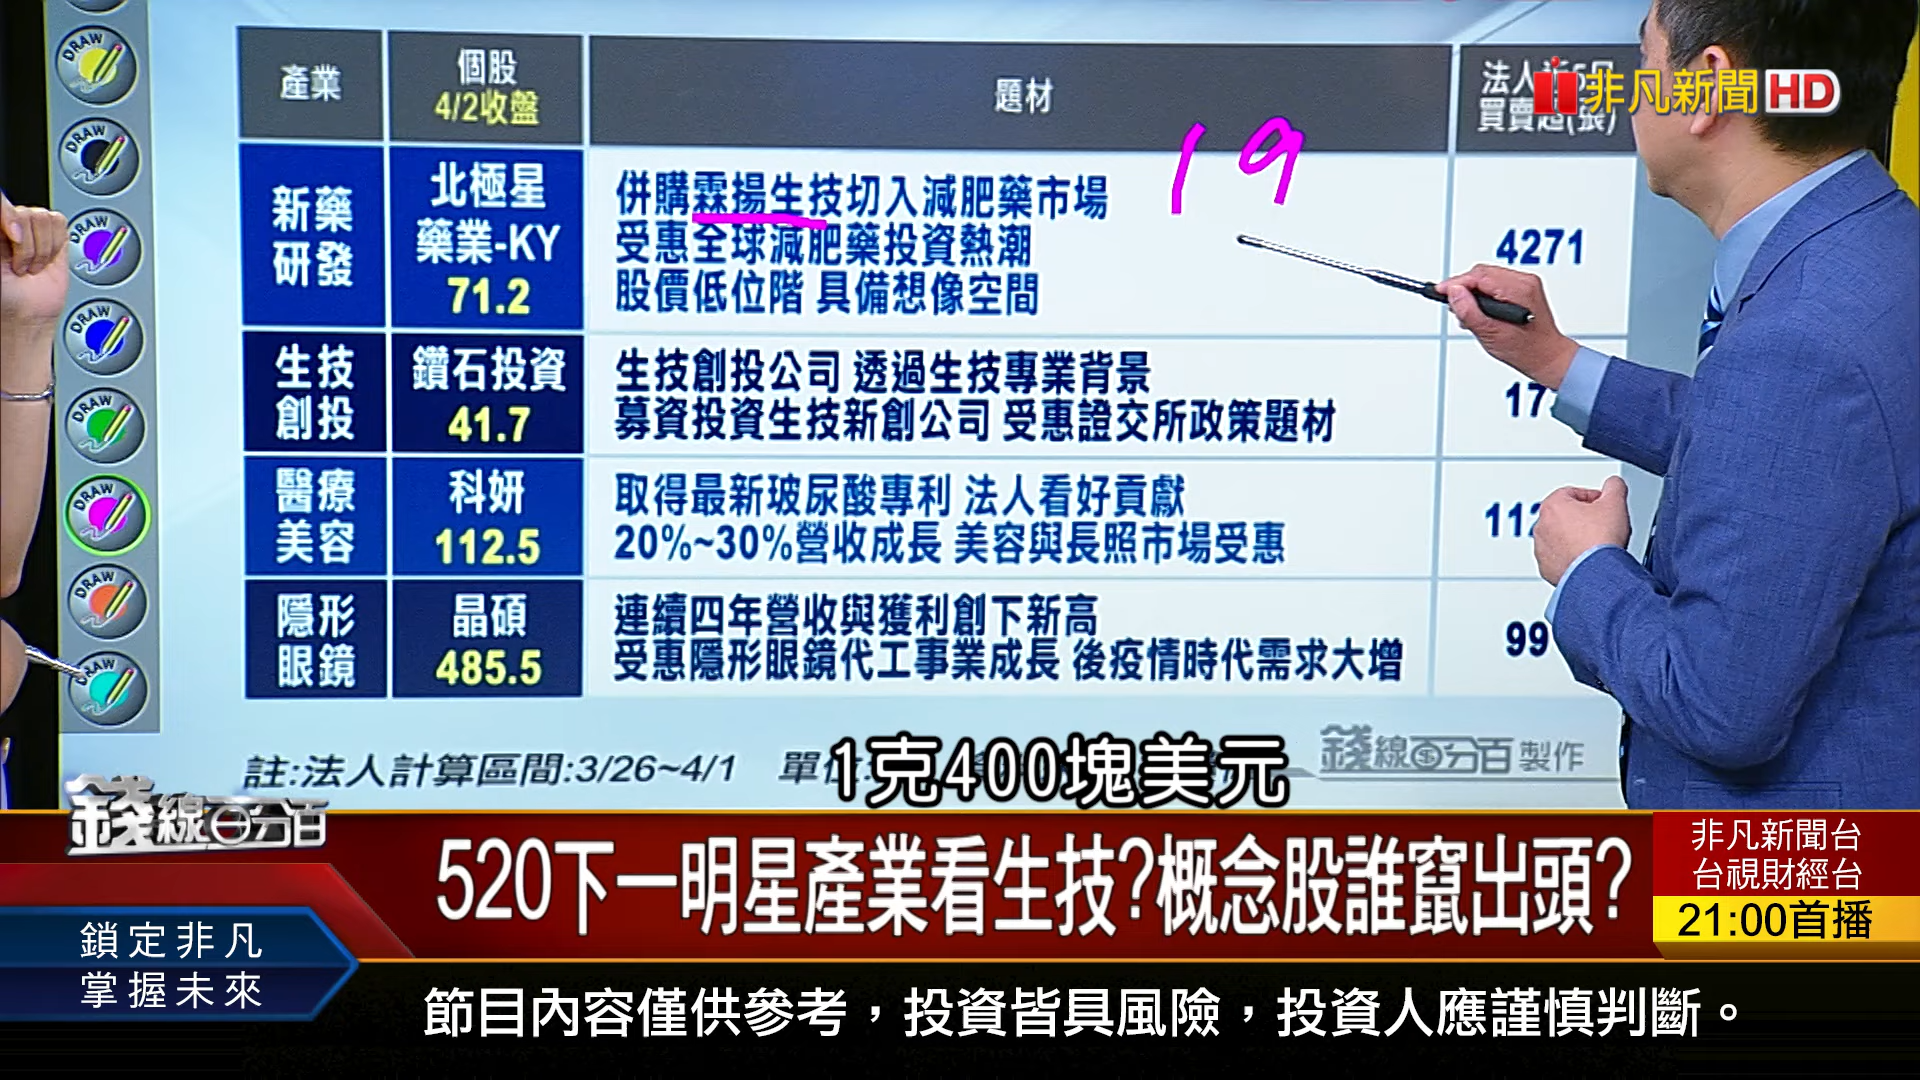 產業
個股
4/2收盤
題材
法人近5日
買賣超(張)
非凡新聞HD
新藥
研發
北極星
藥業-KY
71.2
併購霖揚生技切入減肥藥市場
受惠全球減肥藥投資熱潮
股價低位階 具備想像空間
19
4271
生技
創投
鑽石投資
41.7
生技創投公司 透過生技專業背景
募資投資生技新創公司 受惠證交所政策題材
17
醫療
美容
科妍
112.5
取得最新玻尿酸專利 法人看好貢獻
20%~30%營收成長 美容與長照市場受惠
112
隱形
眼鏡
晶碩
485.5
連續四年營收與獲利創下新高
受惠隱形眼鏡代工事業成長 後疫情時代需求大增
99
DRAW
DRAW
DRAW
DRAW
DRAW
DRAW
DRAW
DRAW
註:法人計算區間:3/26~4/1 單位:
錢線百分百製作
1克400塊美元
錢線百分百
520下一明星產業看生技?概念股誰竄出頭?
非凡新聞台
台視財經台
21:00首播
鎖定非凡
掌握未來
節目內容僅供參考，投資皆具風險，投資人應謹慎判斷。